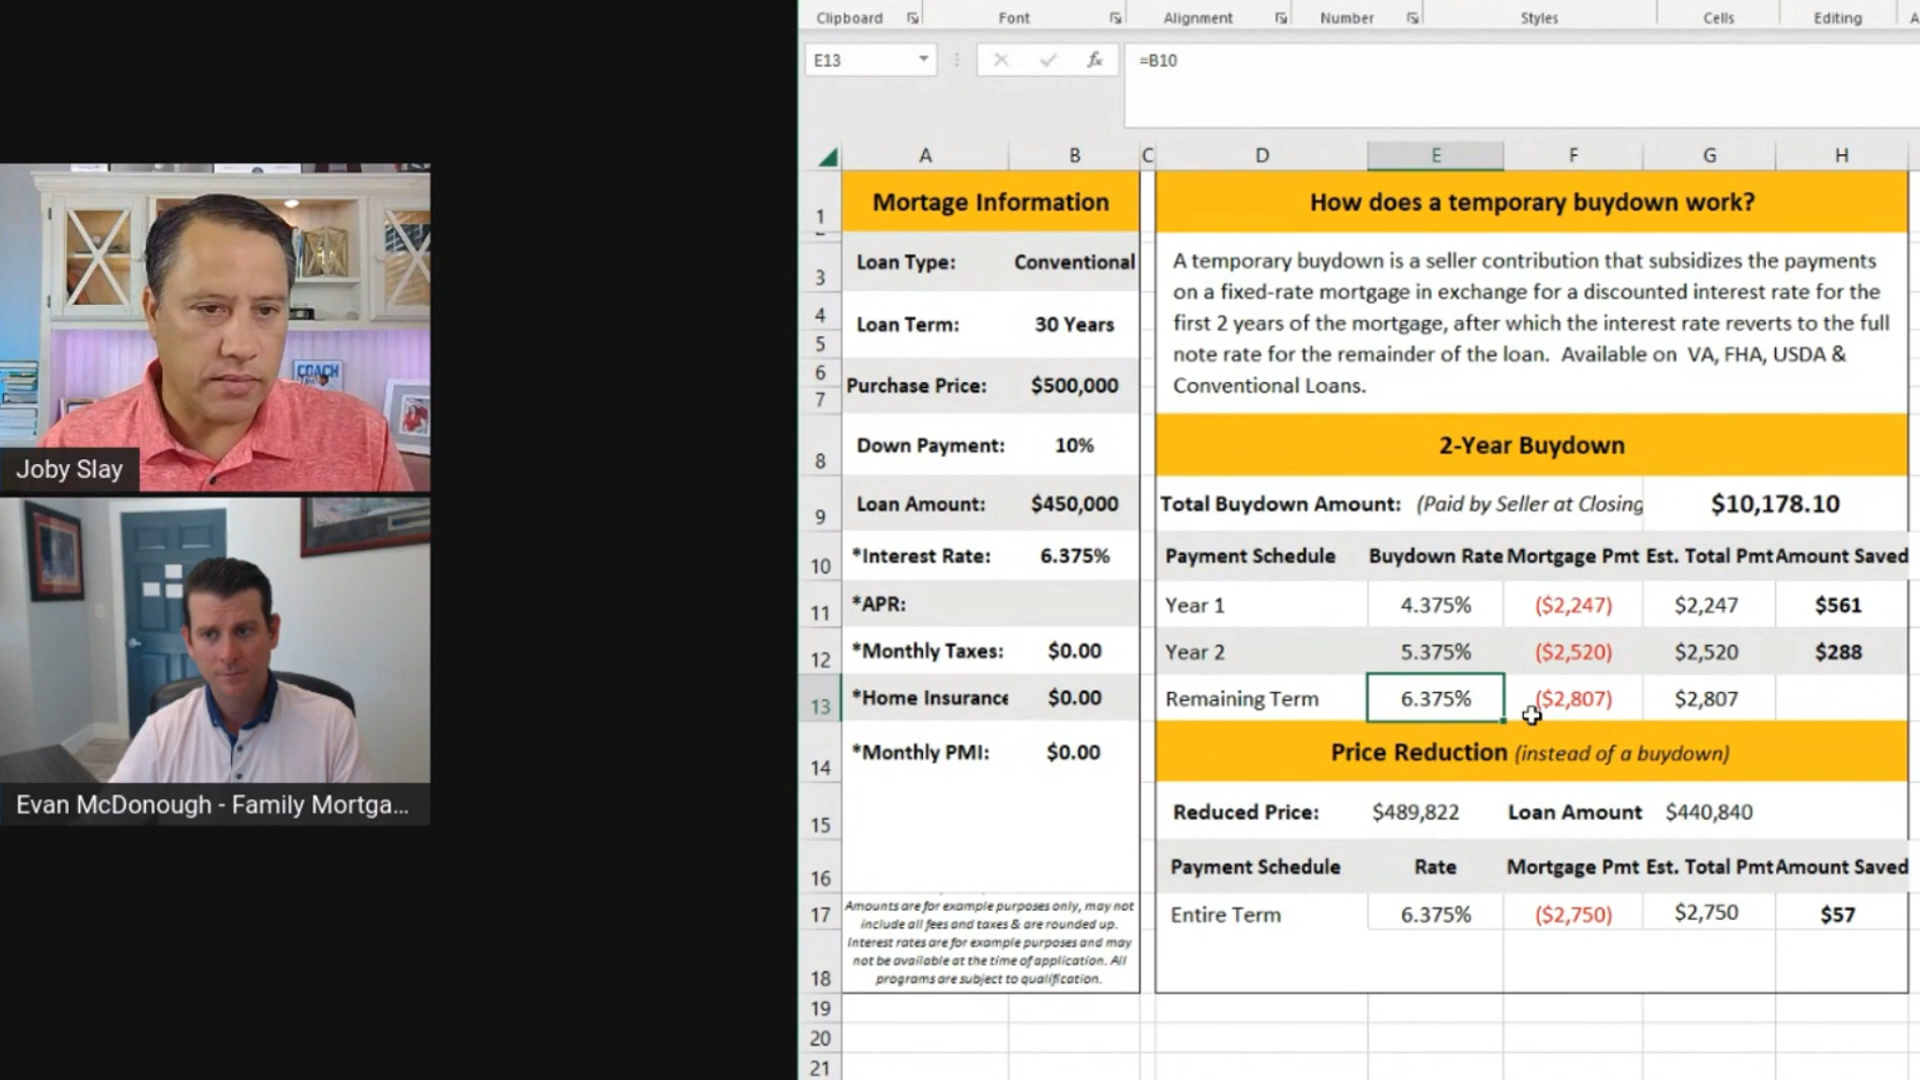 Clipboard Font Alignment Number Styles Cells Editing A
E13 fx =B10
A B C D E F G H
1 Mortage Information How does a temporary buydown work?
3 Loan Type: Conventional
A temporary buydown is a seller contribution that subsidizes the payments
on a fixed-rate mortgage in exchange for a discounted interest rate for the
first 2 years of the mortgage, after which the interest rate reverts to the full
note rate for the remainder of the loan. Available on VA, FHA, USDA &
Conventional Loans.
4 Loan Term: 30 Years
5
6 Purchase Price: $500,000
7
8 Down Payment: 10% 2-Year Buydown
9 Loan Amount: $450,000 Total Buydown Amount: (Paid by Seller at Closing $10,178.10
10 *Interest Rate: 6.375% Payment Schedule Buydown Rate Mortgage Pmt Est. Total Pmt Amount Saved
11 *APR: Year 1 4.375% ($2,247) $2,247 $561
12 *Monthly Taxes: $0.00 Year 2 5.375% ($2,520) $2,520 $288
13 *Home Insurance $0.00 Remaining Term 6.375% ($2,807) $2,807
14 *Monthly PMI: $0.00 Price Reduction (instead of a buydown)
15 Reduced Price: $489,822 Loan Amount $440,840
16 Payment Schedule Rate Mortgage Pmt Est. Total Pmt Amount Saved
17 Entire Term 6.375% ($2,750) $2,750 $57
Amounts are for example purposes only, may not
include all fees and taxes & are rounded up.
Interest rates are for example purposes and may
not be available at the time of application. All
programs are subject to qualification.
18
19
20
21
COACH
Joby Slay
Evan McDonough - Family Mortga...